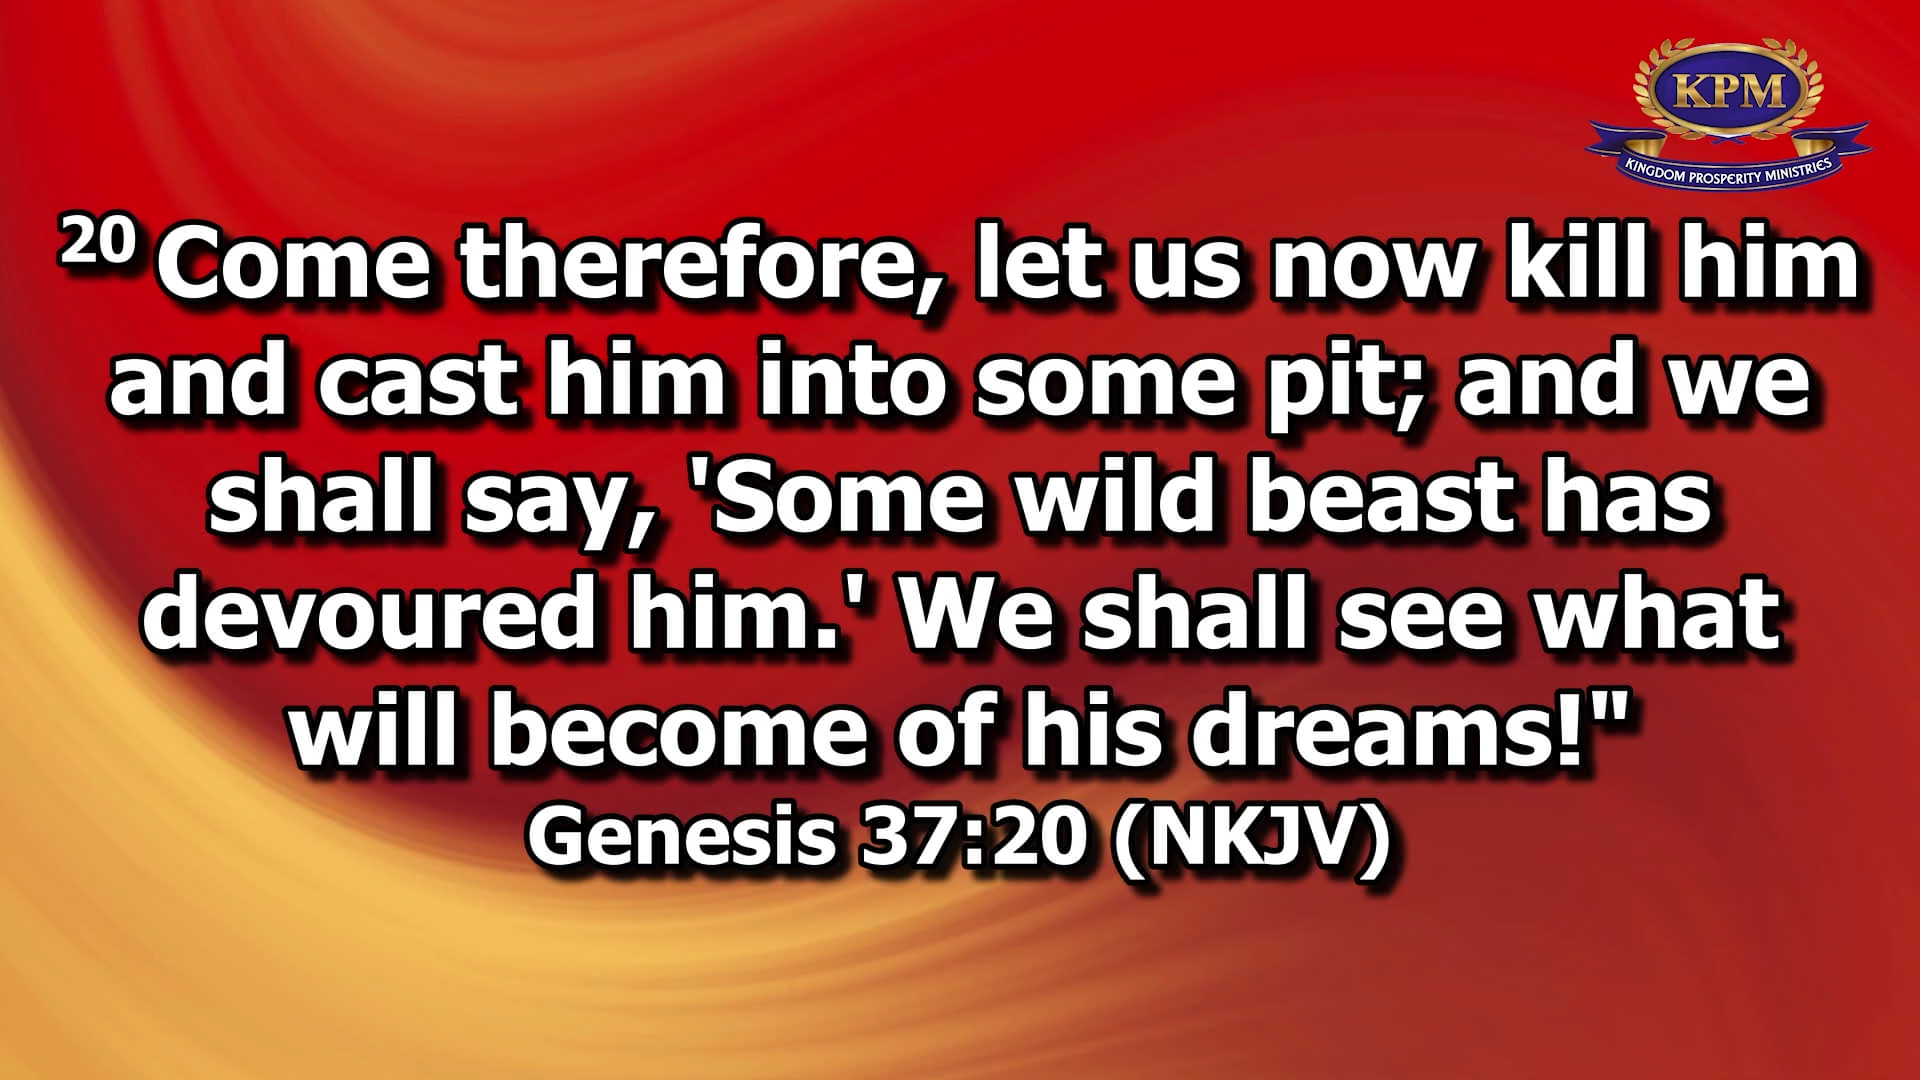 KPM
KINGDOM PROSPERITY MINISTRIES
20 Come therefore, let us now kill him
and cast him into some pit; and we
shall say, 'Some wild beast has
devoured him.' We shall see what
will become of his dreams!"
Genesis 37:20 (NKJV)